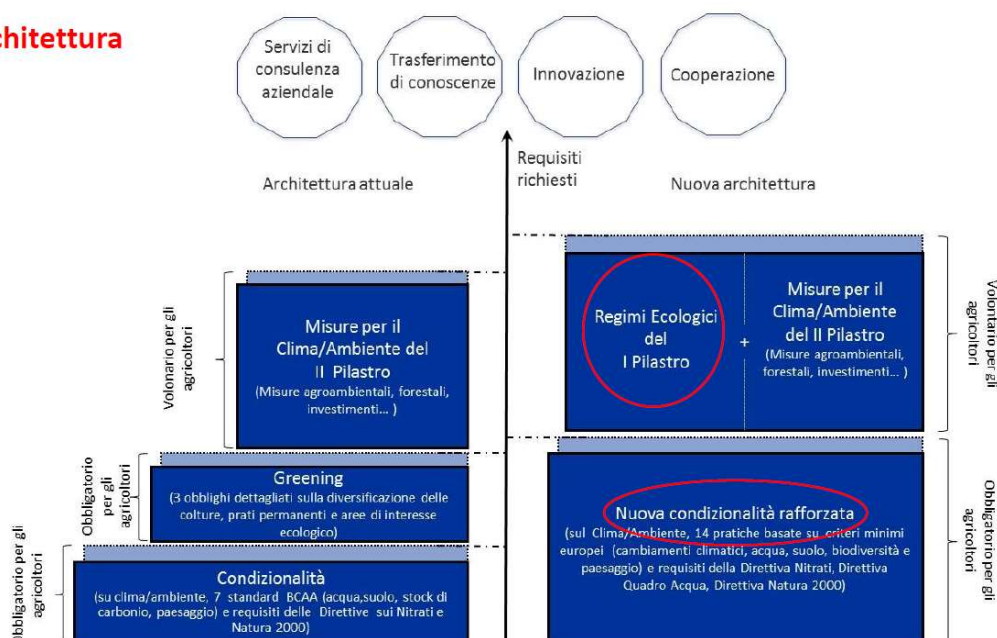 chitettura
Servizi di
consulenza
aziendale
Trasferimento
di conoscenze
Innovazione
Cooperazione
Requisiti
richiesti
Architettura attuale
Nuova architettura
Volonario per gli
agricoltori
Misure per il
Clima/Ambiente del
II Pilastro
(Misure agroambientali, forestali,
investimenti... )
Regimi Ecologici
del
I Pilastro
+
Misure per il
Clima/Ambiente
del II Pilastro
(Misure agroambientali,
forestali, investimenti... )
Volontario per gli
agricoltori
Obbligatorio
per gli
agricoltori
Greening
(3 obblighi dettagliati sulla diversificazione delle
colture, prati permanenti e aree di interesse
ecologico)
Obbligatorio per gli
agricoltori
Condizionalità
(su clima/ambiente, 7 standard BCAA (acqua,suolo, stock di
carbonio, paesaggio) e requisiti delle Direttive sui Nitrati e
Natura 2000)
Nuova condizionalità rafforzata
(sul Clima/Ambiente, 14 pratiche basate su criteri minimi
europei (cambiamenti climatici, acqua, suolo, biodiversità e
paesaggio) e requisiti della Direttiva Nitrati, Direttiva
Quadro Acqua, Direttiva Natura 2000)
Obbligatorio per gli
agricoltori